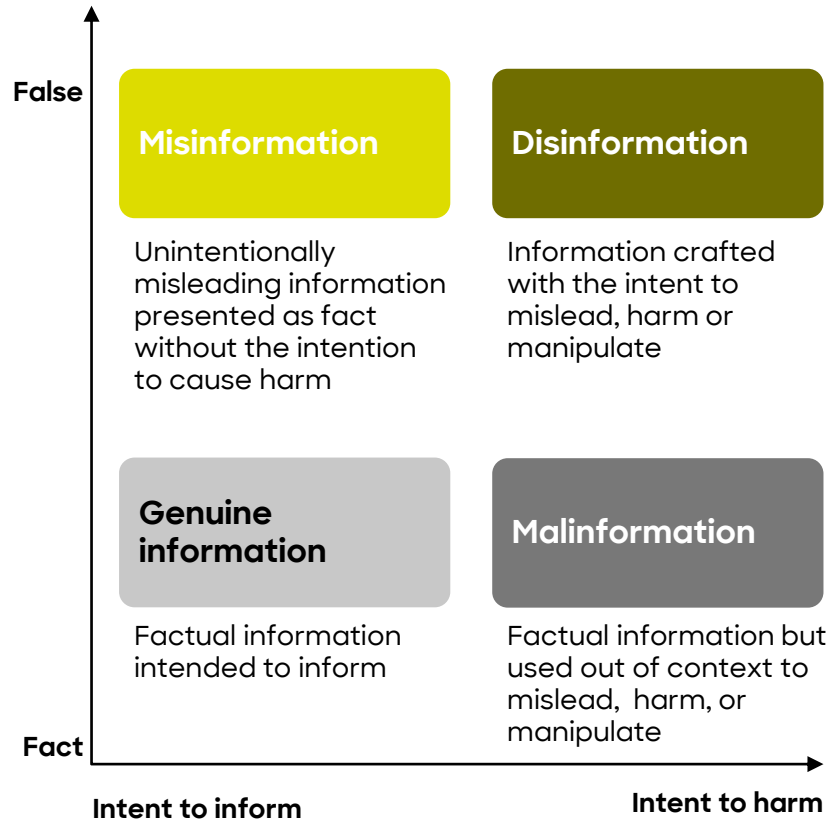 False
Misinformation
Unintentionally
misleading information
presented as fact
without the intention
to cause harm
Disinformation
Information crafted
with the intent to
mislead, harm or
manipulate
Genuine
information
Factual information
intended to inform
Malinformation
Factual information but
used out of context to
mislead,  harm, or
manipulate
Fact
Intent to inform
Intent to harm